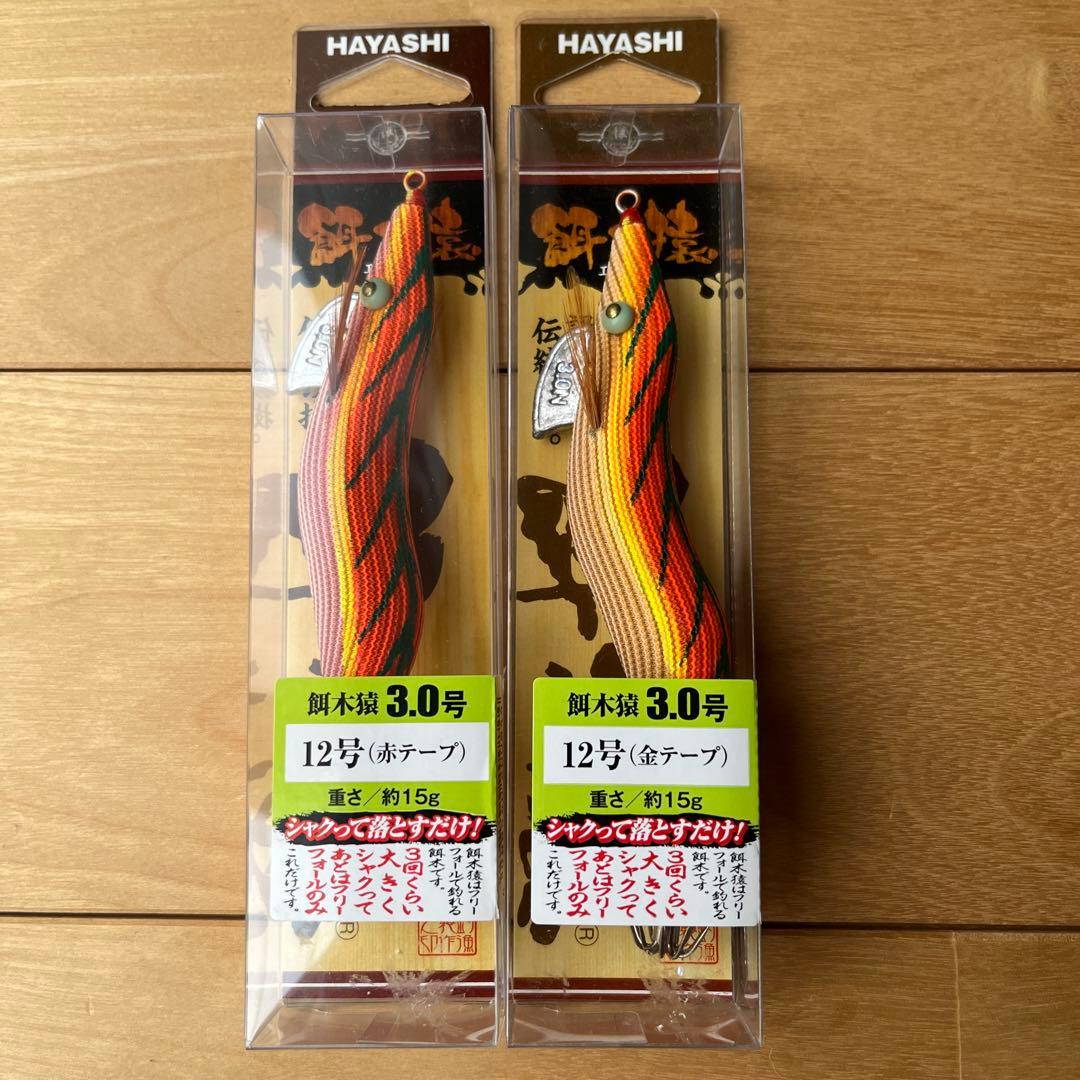 HAYASHI
餌 猿
NO.3
餌木猿 3.0号
12号(赤テープ)
重さ/約15g
シャクって落とすだけ!
餌木猿はフリー
フォールで釣れる
餌木です。
3回くらい
大きく
シャクって
あとはフリー
フォールのみ
これだけです。
R
HAYASHI
餌 猿
伝
NO.3
餌木猿 3.0号
12号(金テープ)
重さ/約15g
シャクって落とすだけ!
餌木猿はフリー
フォールで釣れる
餌木です。
3回くらい
大きく
シャクって
あとはフリー
フォールのみ
これだけです。
R